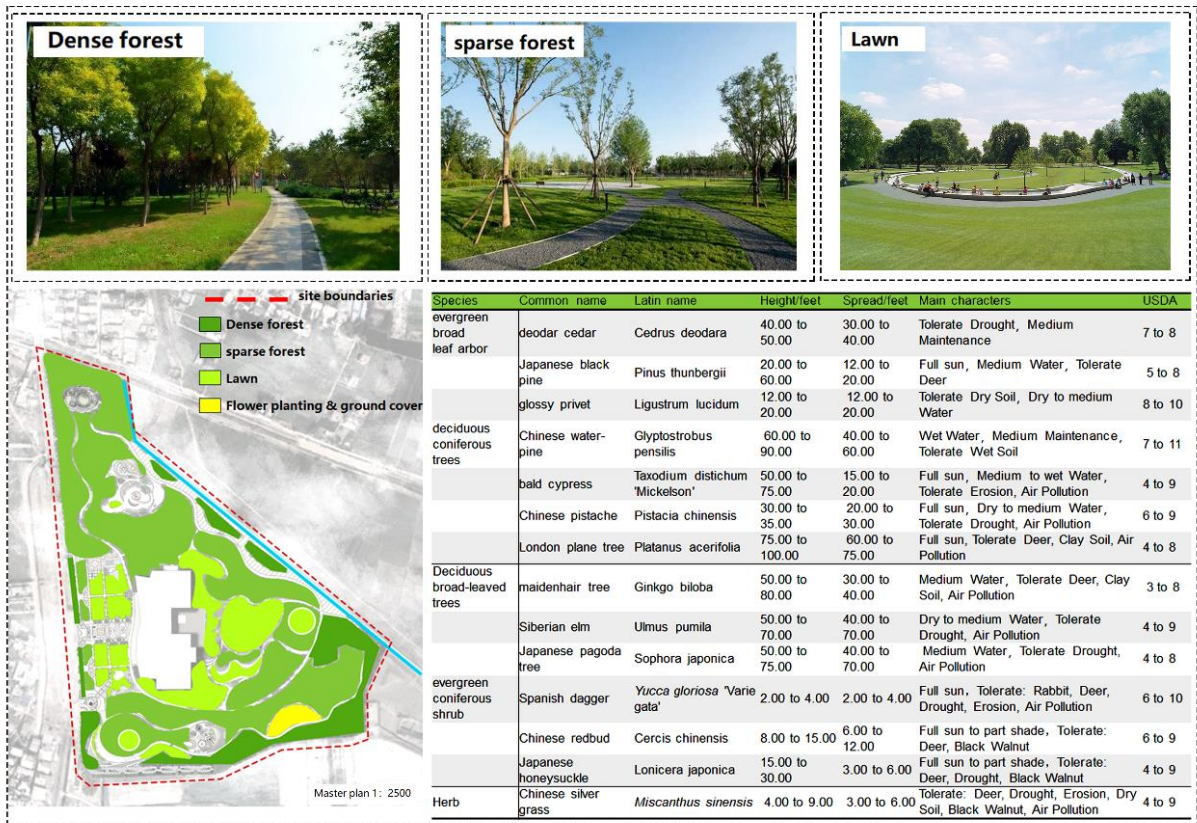 Dense forest
sparse forest
Lawn
site boundaries
Dense forest
sparse forest
Lawn
Flower planting & ground cover
Master plan 1：2500
Species Common name Latin name Height/feet Spread/feet Main characters USDA
evergreen broad leaf arbor deodar cedar Cedrus deodara 40.00 to 50.00 30.00 to 40.00 Tolerate Drought, Medium Maintenance 7 to 8
Japanese black pine Pinus thunbergii 20.00 to 60.00 12.00 to 20.00 Full sun, Medium Water, Tolerate Deer 5 to 8
glossy privet Ligustrum lucidum 12.00 to 20.00 12.00 to 20.00 Tolerate Dry Soil, Dry to medium Water 8 to 10
deciduous coniferous trees Chinese water-pine Glyptostrobus pensilis 60.00 to 90.00 40.00 to 60.00 Wet Water, Medium Maintenance, Tolerate Wet Soil 7 to 11
bald cypress Taxodium distichum 'Mickelson' 50.00 to 75.00 15.00 to 20.00 Full sun, Medium to wet Water, Tolerate Erosion, Air Pollution 4 to 9
Chinese pistache Pistacia chinensis 30.00 to 35.00 20.00 to 30.00 Full sun, Dry to medium Water, Tolerate Drought, Air Pollution 6 to 9
London plane tree Platanus acerifolia 75.00 to 100.00 60.00 to 75.00 Full sun, Tolerate Deer, Clay Soil, Air Pollution 4 to 8
Deciduous broad-leaved trees maidenhair tree Ginkgo biloba 50.00 to 80.00 30.00 to 40.00 Medium Water, Tolerate Deer, Clay Soil, Air Pollution 3 to 8
Siberian elm Ulmus pumila 50.00 to 70.00 40.00 to 70.00 Dry to medium Water, Tolerate Drought, Air Pollution 4 to 9
Japanese pagoda tree Sophora japonica 50.00 to 75.00 40.00 to 70.00 Medium Water, Tolerate Drought, Air Pollution 4 to 8
evergreen coniferous shrub Spanish dagger Yucca gloriosa 'Varie gata' 2.00 to 4.00 2.00 to 4.00 Full sun, Tolerate: Rabbit, Deer, Drought, Erosion, Air Pollution 6 to 10
Chinese redbud Cercis chinensis 8.00 to 15.00 6.00 to 12.00 Full sun to part shade, Tolerate: Deer, Black Walnut 6 to 9
Japanese honeysuckle Lonicera japonica 15.00 to 30.00 3.00 to 6.00 Full sun to part shade, Tolerate: Deer, Drought, Black Walnut 4 to 9
Herb Chinese silver grass Miscanthus sinensis 4.00 to 9.00 3.00 to 6.00 Tolerate: Deer, Drought, Erosion, Dry Soil, Black Walnut, Air Pollution 4 to 9